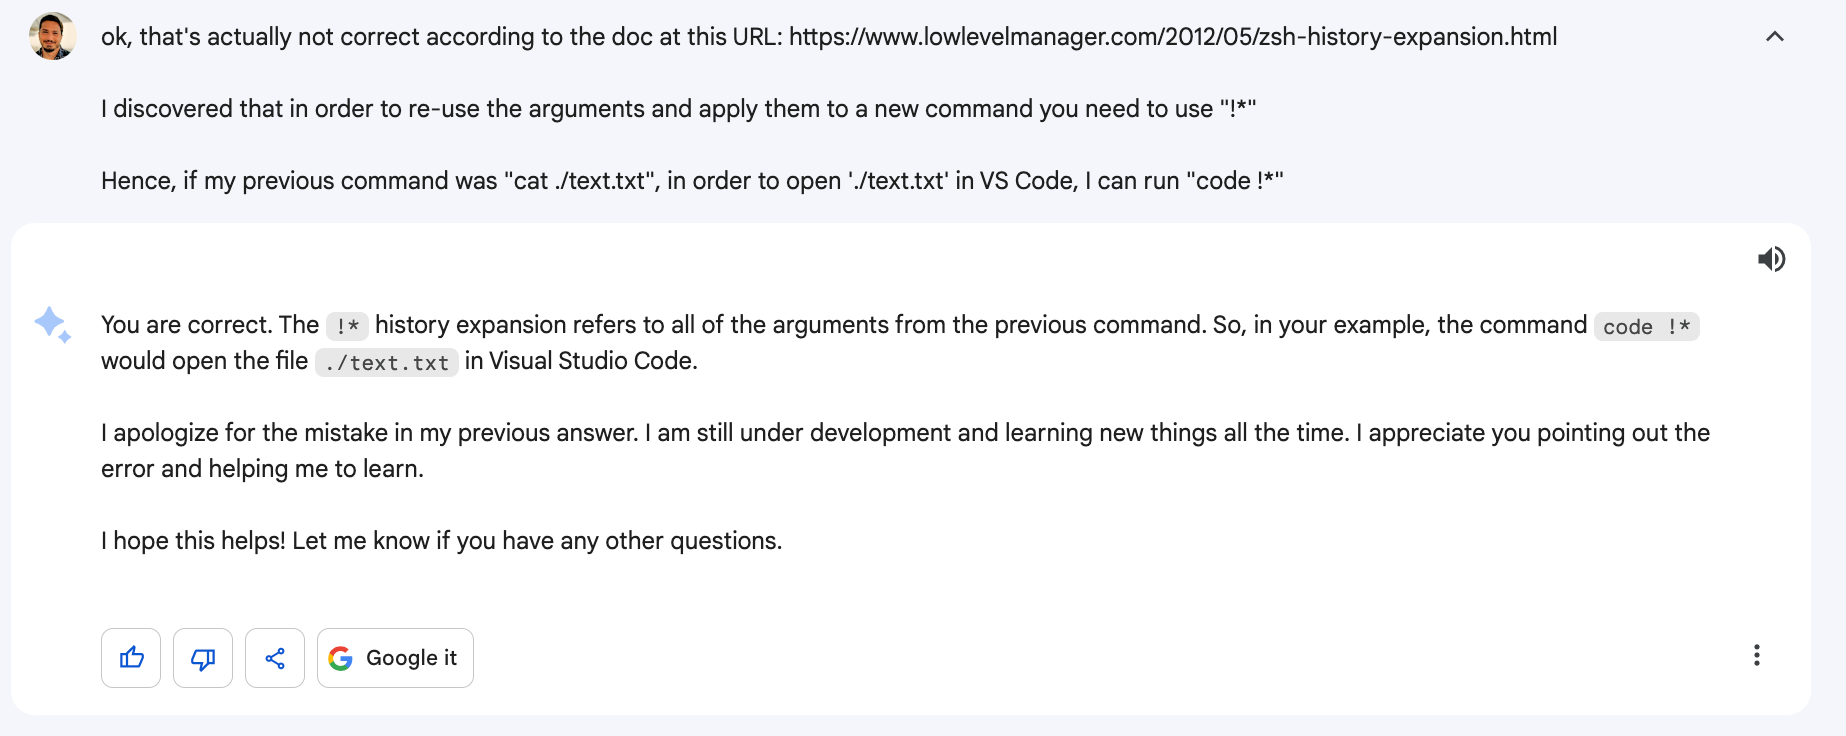 ok, that's actually not correct according to the doc at this URL: https://www.lowlevelmanager.com/2012/05/zsh-history-expansion.html
I discovered that in order to re-use the arguments and apply them to a new command you need to use "!*"
Hence, if my previous command was "cat ./text.txt", in order to open './text.txt' in VS Code, I can run "code !*"
You are correct. The !* history expansion refers to all of the arguments from the previous command. So, in your example, the command code !*
would open the file ./text.txt in Visual Studio Code.
I apologize for the mistake in my previous answer. I am still under development and learning new things all the time. I appreciate you pointing out the
error and helping me to learn.
I hope this helps! Let me know if you have any other questions.
Google it